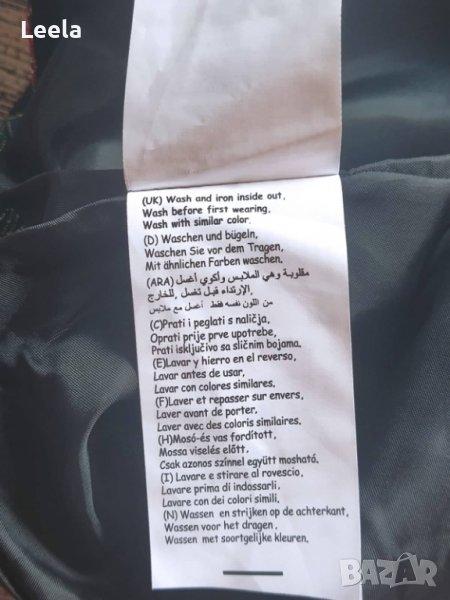 Leela
(UK) Wash and iron inside out,
Wash before first wearing,
Wash with similar color.
(D) Waschen und bügeln,
Waschen Sie vor dem Tragen,
Mit ähnlichen Farben waschen.
(ARA) مقلوبة وهي الملابس وأكوي أغسل
الإرتداء قبل تغسل ,للخارج,
من اللون نفسه فقط أغسل مع ملابس
(C)Prati i peglati s naličja,
Oprati prije prve upotrebe,
Prati isključivo sa sličnim bojama.
(E)Lavar y hierro en el reverso,
Lavar antes de usar,
Lavar con colores similares.
(F)Laver et repasser sur envers,
Laver avant de porter.
Laver avec des coloris similaires.
(H)Mosó-és vas fordított,
Mossa viselés előtt.
Csak azonos színnel együtt mosható.
(I) Lavare e stirare al rovescio,
Lavare prima di indossarli.
Lavare con dei colori simili.
(N) Wassen en strijken op de achterkant,
Wassen voor het dragen.
Wassen met soortgelijke kleuren.
BAZAR
bg